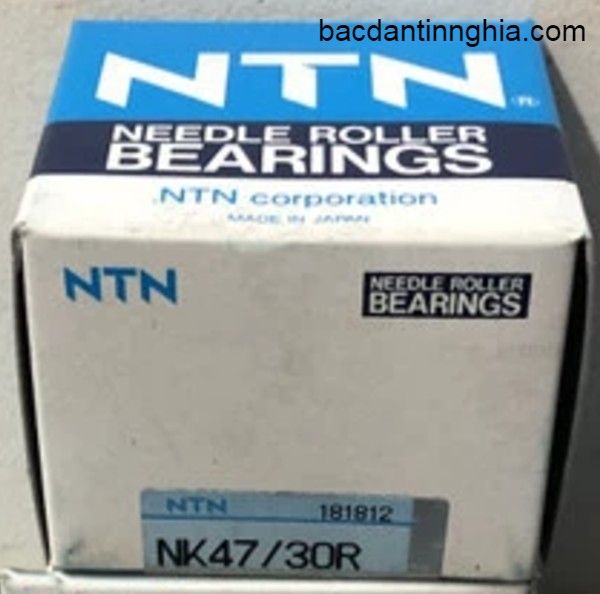 bacdantinnghia.com
NTN ®
NEEDLE ROLLER
BEARINGS
NTN corporation
MADE IN JAPAN
NTN
NEEDLE ROLLER
BEARINGS
NTN
181812
NK47/30R